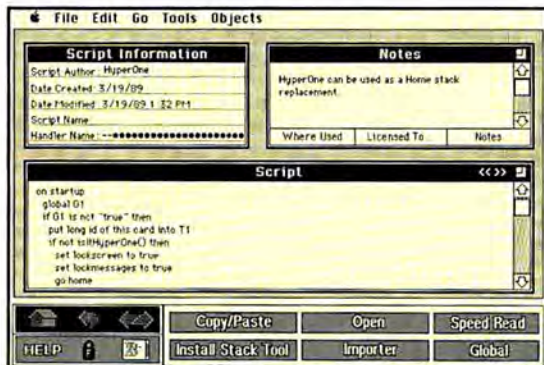 File Edit Go Tools Objects
Script Information
Script Author: HyperOne
Date Created: 3/19/89
Date Modified: 3/19/89 1:32 PM
Script Name:
Handler Name: --●●●●●●●●●●●●●●●●●●●●●
Notes
HyperOne can be used as a Home stack
replacement.
Where Used Licensed To... Notes
Script <<>>
on startup
global G1
if G1 is not "true" then
put long id of this card into T1
if not isitHyperOne() then
set lockscreen to true
set lockmessages to true
go home
Copy/Paste Open Speed Read
HELP Install Stack Tool Importer Global